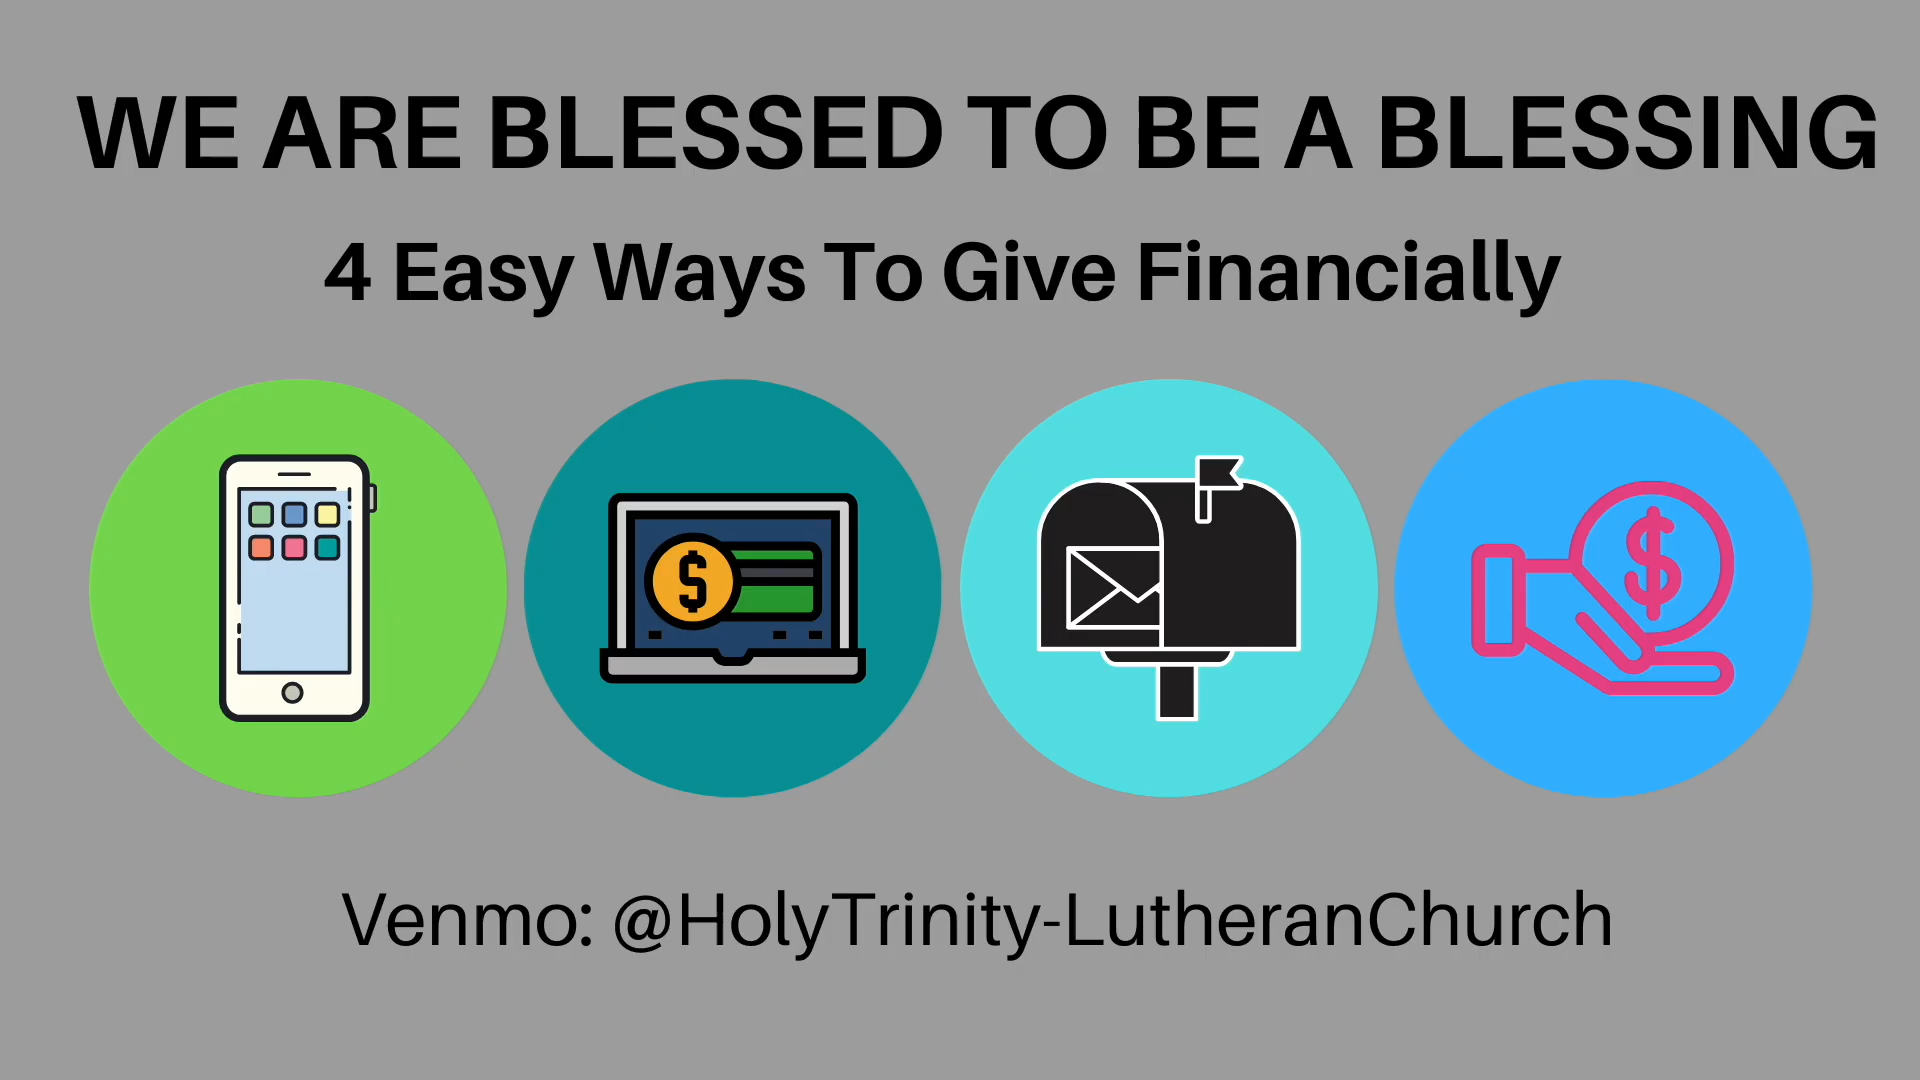 WE ARE BLESSED TO BE A BLESSING
4 Easy Ways To Give Financially
$
$
Venmo: @HolyTrinity-LutheranChurch